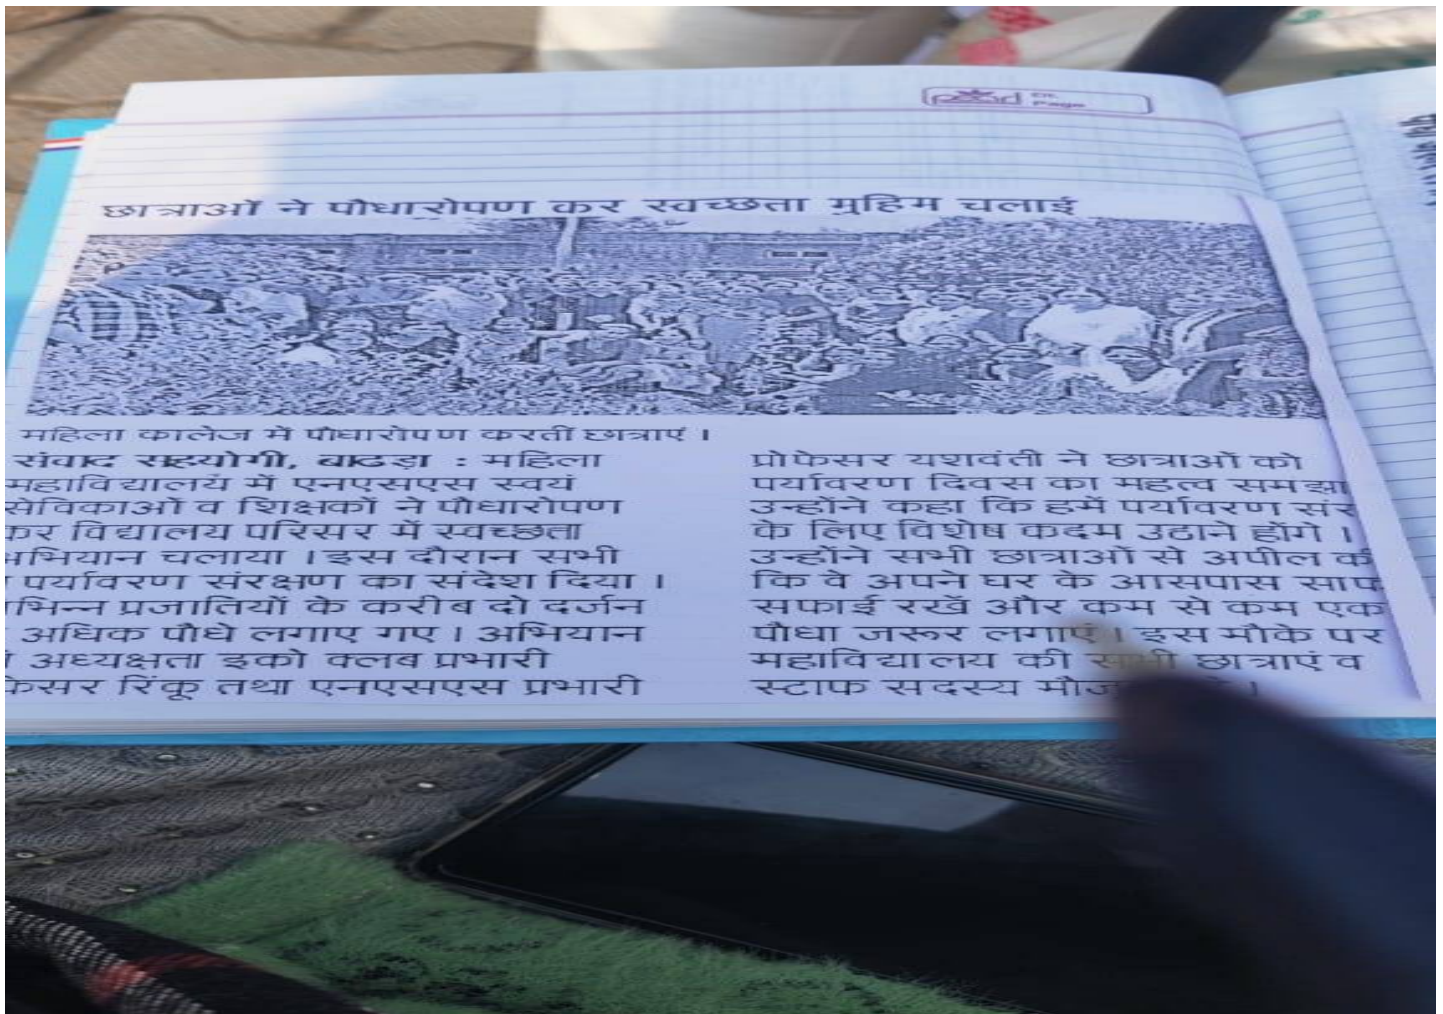 Page
छात्राओं ने पौधारोपण कर स्वच्छता मुहिम चलाई
महिला कालेज में पौधारोपण करतीं छात्राएं ।
संवाद सहयोगी, बाढड़ा : महिला
महाविद्यालय में एनएसएस स्वयं
सेविकाओं व शिक्षकों ने पौधारोपण
कर विद्यालय परिसर में स्वच्छता
अभियान चलाया । इस दौरान सभी
पर्यावरण संरक्षण का संदेश दिया ।
भिन्न प्रजातियों के करीब दो दर्जन
अधिक पौधे लगाए गए । अभियान
अध्यक्षता इको क्लब प्रभारी
फेसर रिंकू तथा एनएसएस प्रभारी
प्रोफेसर यशवंती ने छात्राओं को
पर्यावरण दिवस का महत्व समझा
उन्होंने कहा कि हमें पर्यावरण संर
के लिए विशेष कदम उठाने होंगे ।
उन्होंने सभी छात्राओं से अपील की
कि वे अपने घर के आसपास साफ
सफाई रखें और कम से कम एक
पौधा जरूर लगाएं । इस मौके पर
महाविद्यालय की सभी छात्राएं व
स्टाफ सदस्य